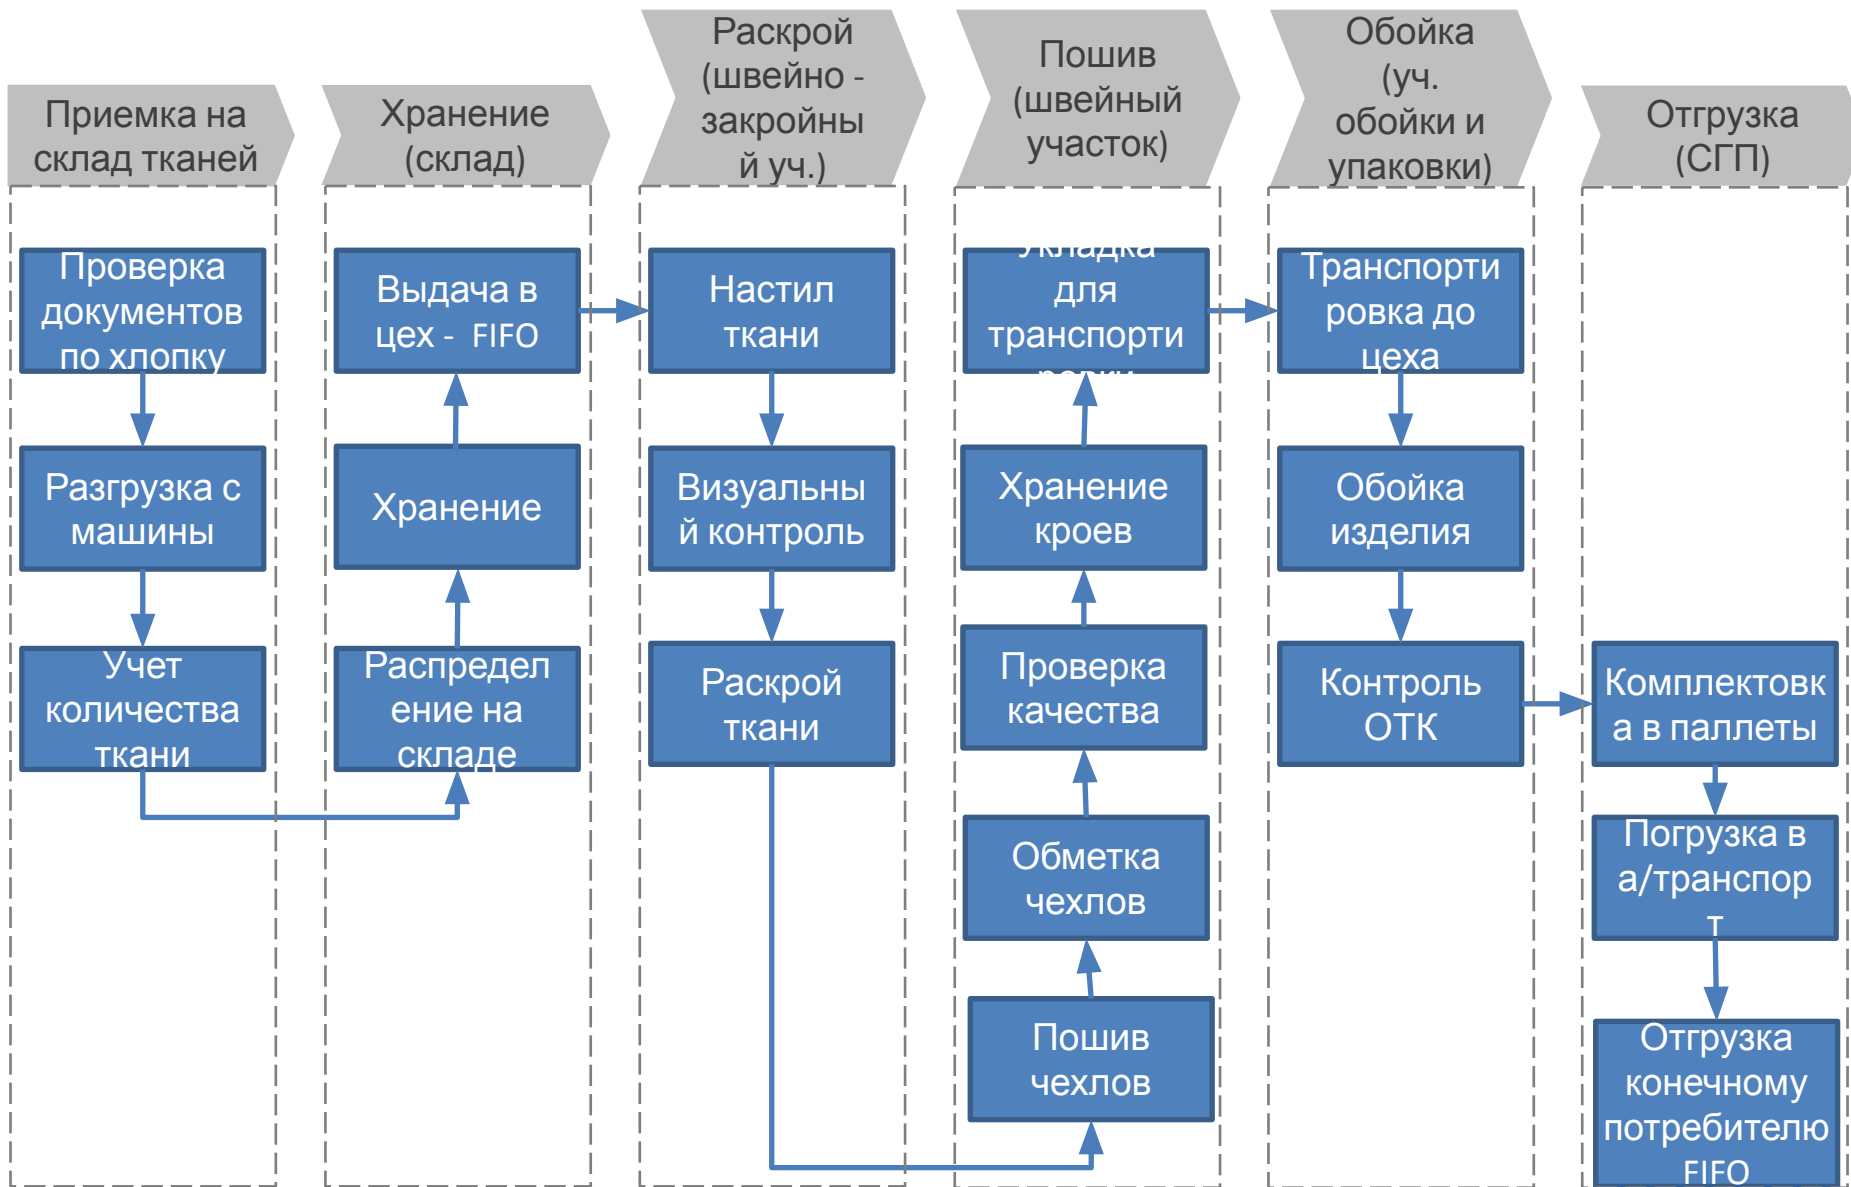 Приемка на
склад тканей
Хранение
(склад)
Раскрой
(швейно -
закройны
й уч.)
Пошив
(швейный
участок)
Обойка
(уч.
обойки и
упаковки)
Отгрузка
(СГП)
Проверка
документов
по хлопку
Разгрузка с
машины
Учет
количества
ткани
Выдача в
цех - FIFO
Хранение
Распредел
ение на
складе
Настил
ткани
Визуальны
й контроль
Раскрой
ткани
Укладка
для
транспорти
ровки
Хранение
кроев
Проверка
качества
Обметка
чехлов
Пошив
чехлов
Транспорти
ровка до
цеха
Обойка
изделия
Контроль
ОТК
Комплектовк
а в паллеты
Погрузка в
а/транспор
т
Отгрузка
конечному
потребителю
FIFO